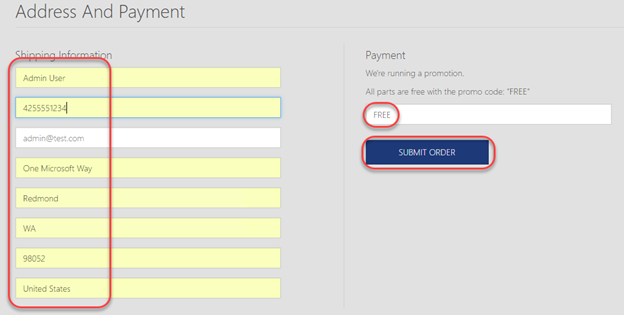 Address And Payment
Shipping Information
Admin User
4255551234
admin@test.com
One Microsoft Way
Redmond
WA
98052
United States
Payment
We're running a promotion.
All parts are free with the promo code: "FREE"
FREE
SUBMIT ORDER